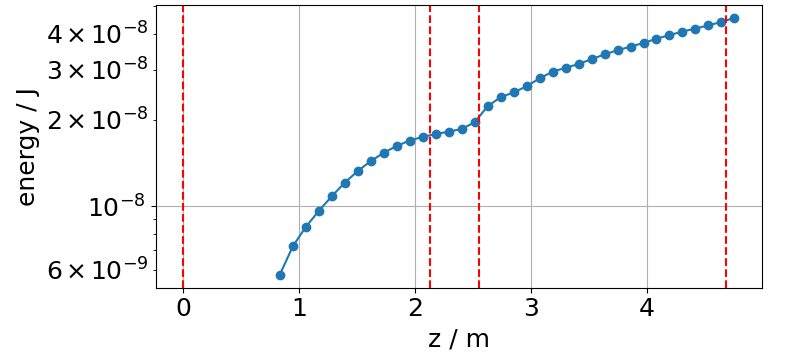 energy / J
4 × 10⁻⁸
3 × 10⁻⁸
2 × 10⁻⁸
10⁻⁸
6 × 10⁻⁹
0 1 2 3 4
z / m